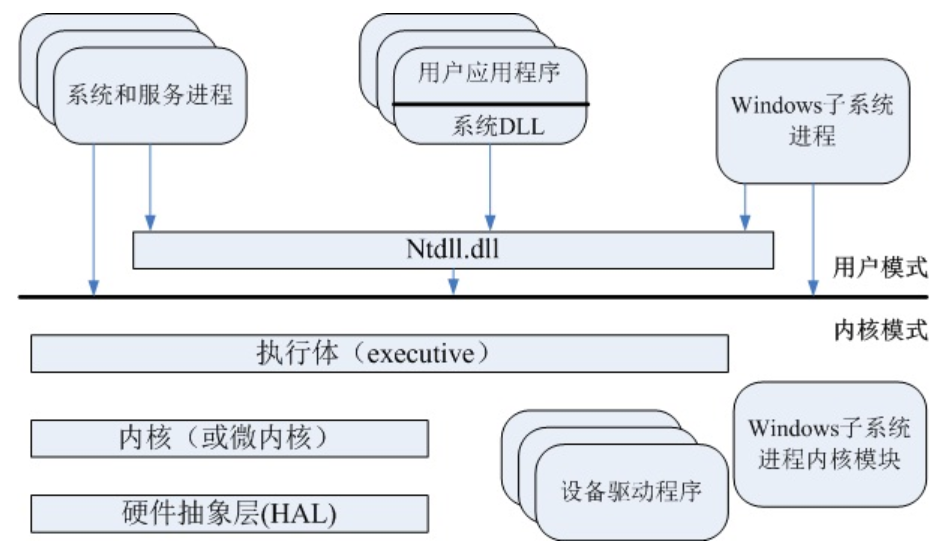 系统和服务进程
用户应用程序
系统DLL
Windows子系统
进程
Ntdll.dll
用户模式
内核模式
执行体（executive）
内核（或微内核）
Windows子系统
进程内核模块
设备驱动程序
硬件抽象层(HAL)